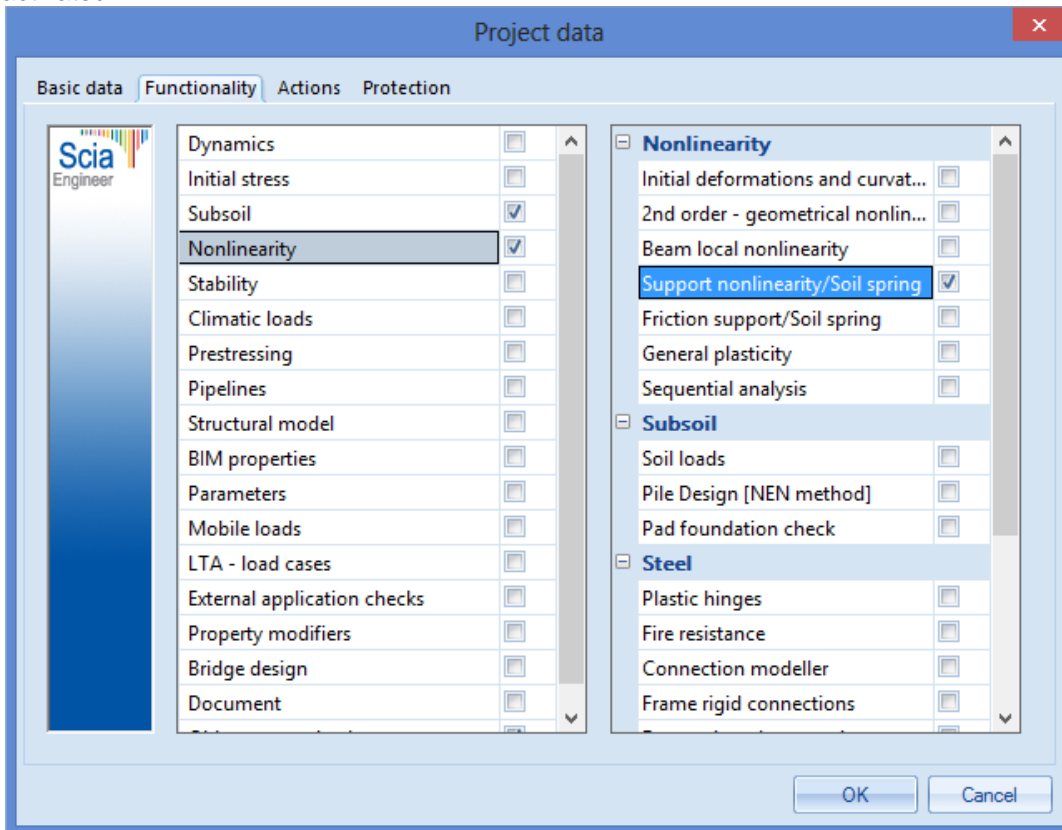 Project data
Basic data Functionality Actions Protection
Scia
Engineer
Dynamics
Initial stress
Subsoil
Nonlinearity
Stability
Climatic loads
Prestressing
Pipelines
Structural model
BIM properties
Parameters
Mobile loads
LTA - load cases
External application checks
Property modifiers
Bridge design
Document
Nonlinearity
Initial deformations and curvat...
2nd order - geometrical nonlin...
Beam local nonlinearity
Support nonlinearity/Soil spring
Friction support/Soil spring
General plasticity
Sequential analysis
Subsoil
Soil loads
Pile Design [NEN method]
Pad foundation check
Steel
Plastic hinges
Fire resistance
Connection modeller
Frame rigid connections
OK Cancel